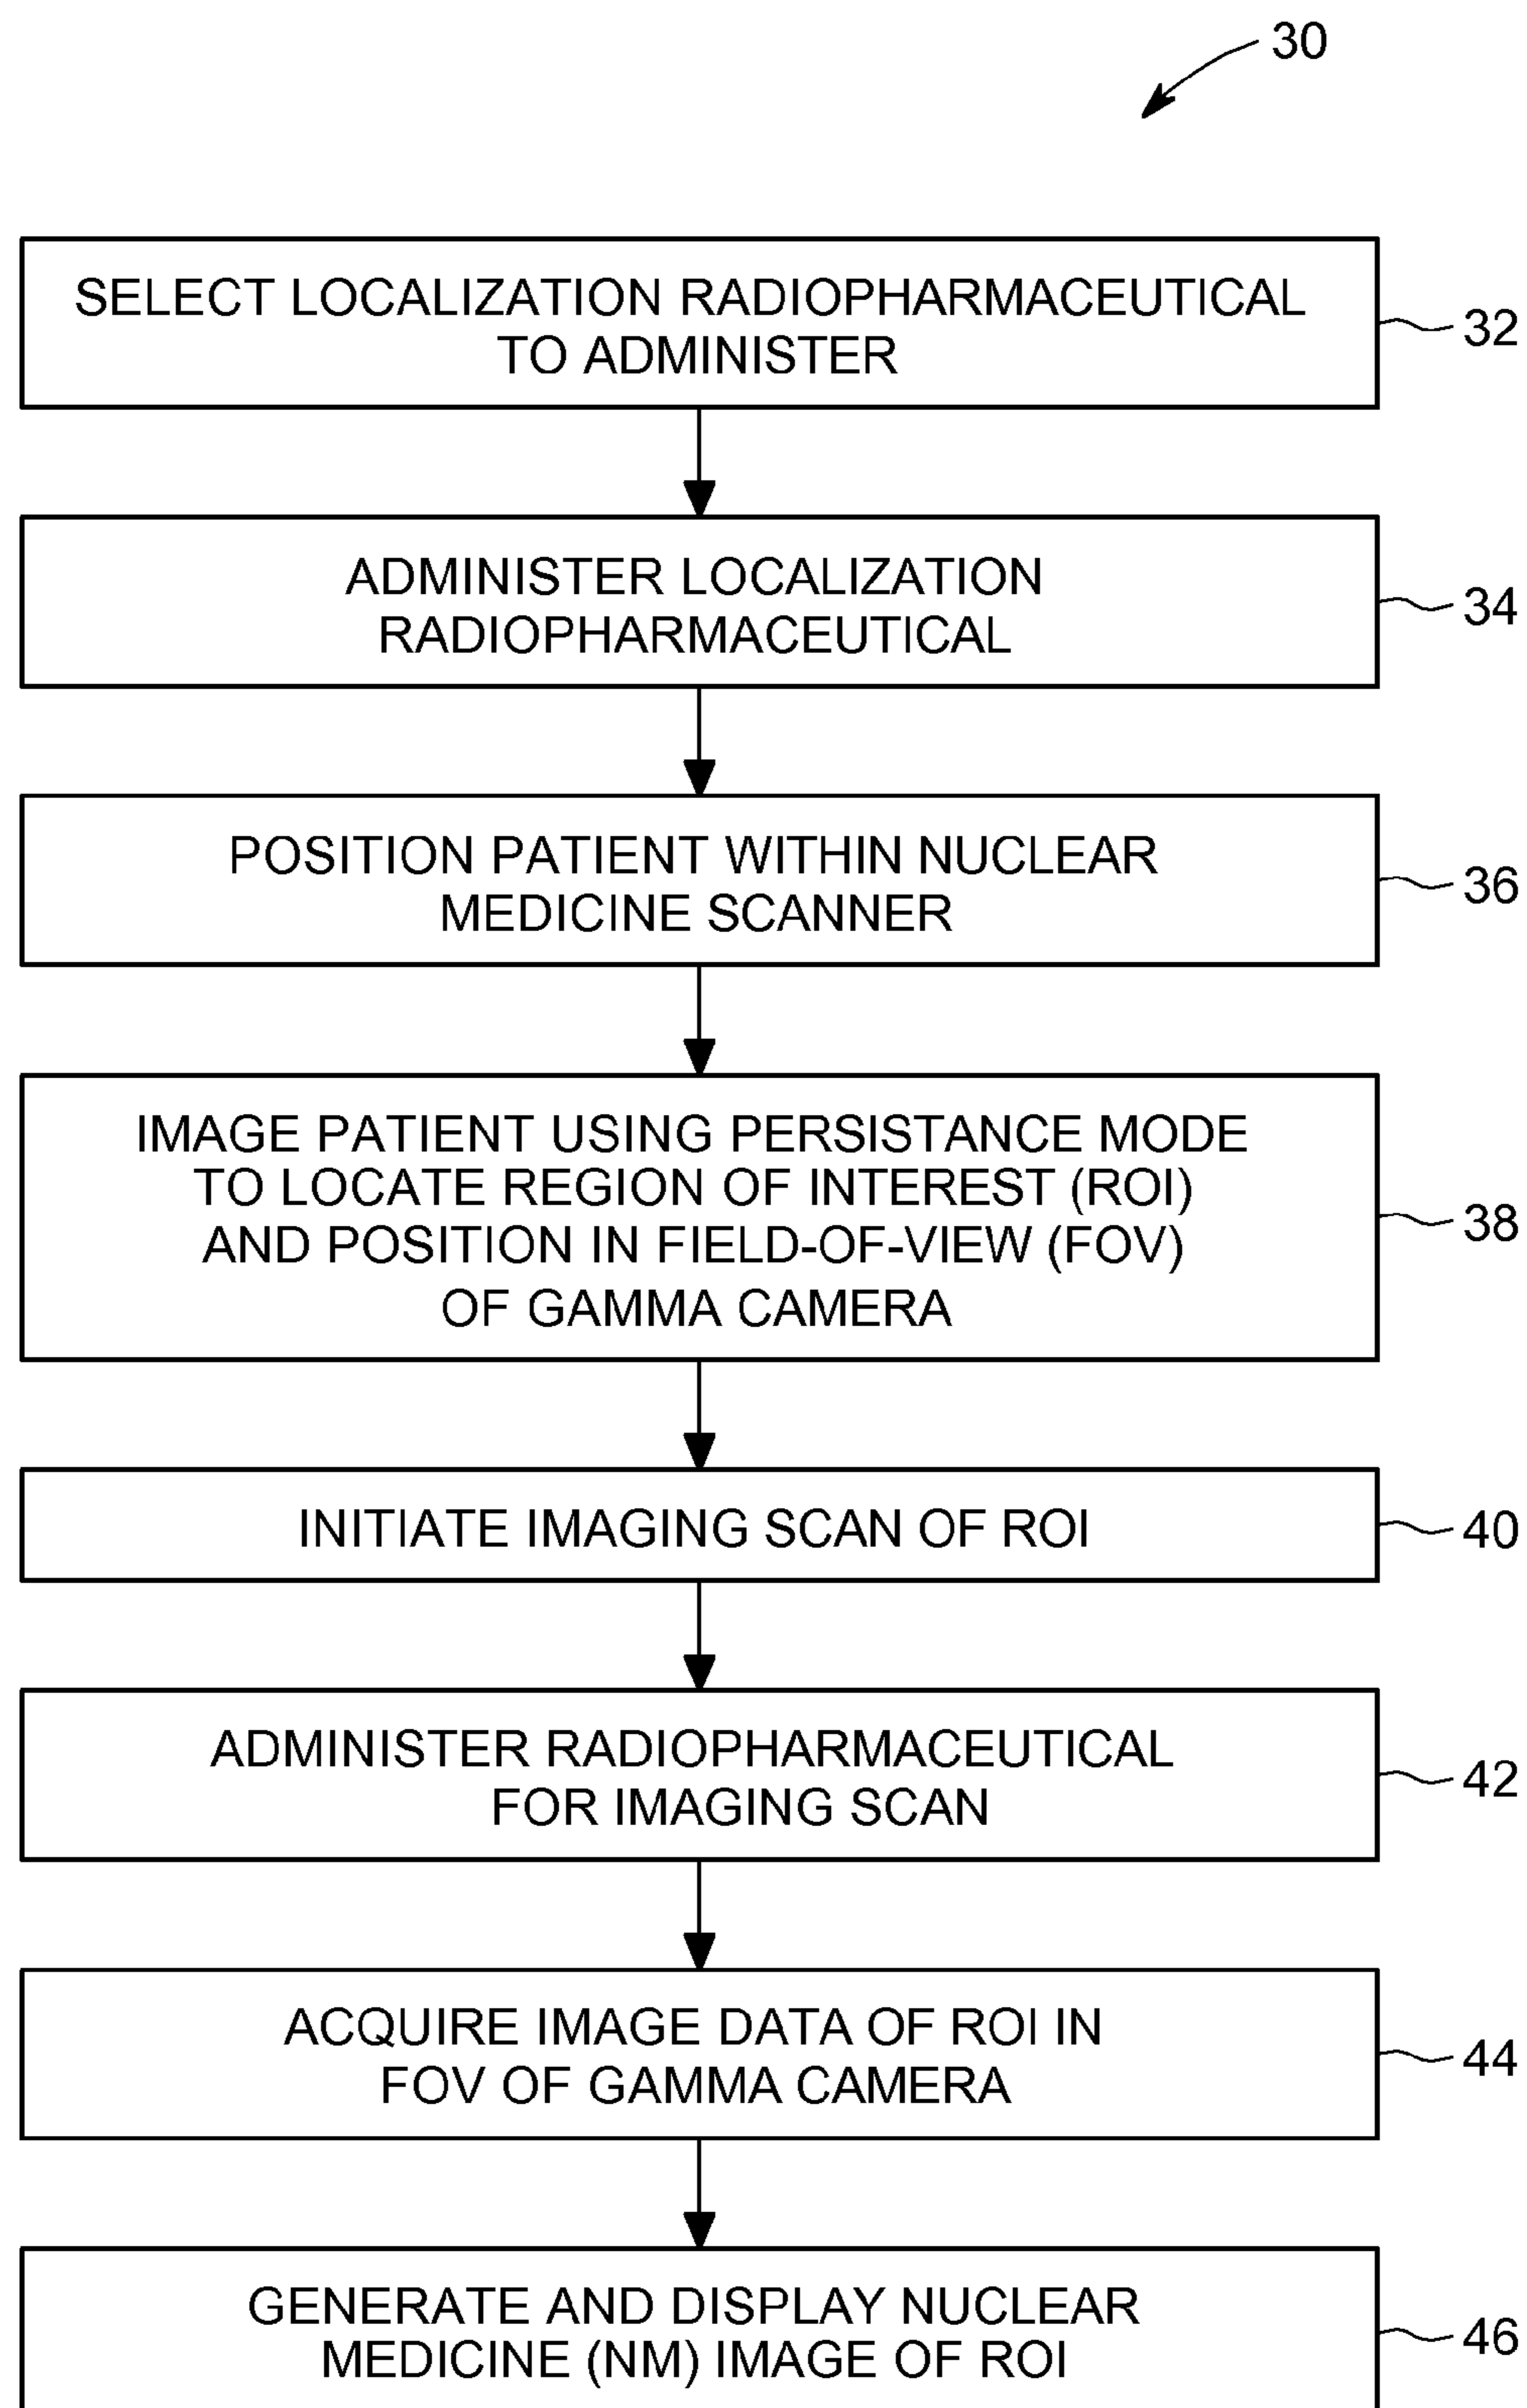 30
SELECT LOCALIZATION RADIOPHARMACEUTICAL
TO ADMINISTER
32
ADMINISTER LOCALIZATION
RADIOPHARMACEUTICAL
34
POSITION PATIENT WITHIN NUCLEAR
MEDICINE SCANNER
36
IMAGE PATIENT USING PERSISTANCE MODE
TO LOCATE REGION OF INTEREST (ROI)
AND POSITION IN FIELD-OF-VIEW (FOV)
OF GAMMA CAMERA
38
INITIATE IMAGING SCAN OF ROI
40
ADMINISTER RADIOPHARMACEUTICAL
FOR IMAGING SCAN
42
ACQUIRE IMAGE DATA OF ROI IN
FOV OF GAMMA CAMERA
44
GENERATE AND DISPLAY NUCLEAR
MEDICINE (NM) IMAGE OF ROI
46